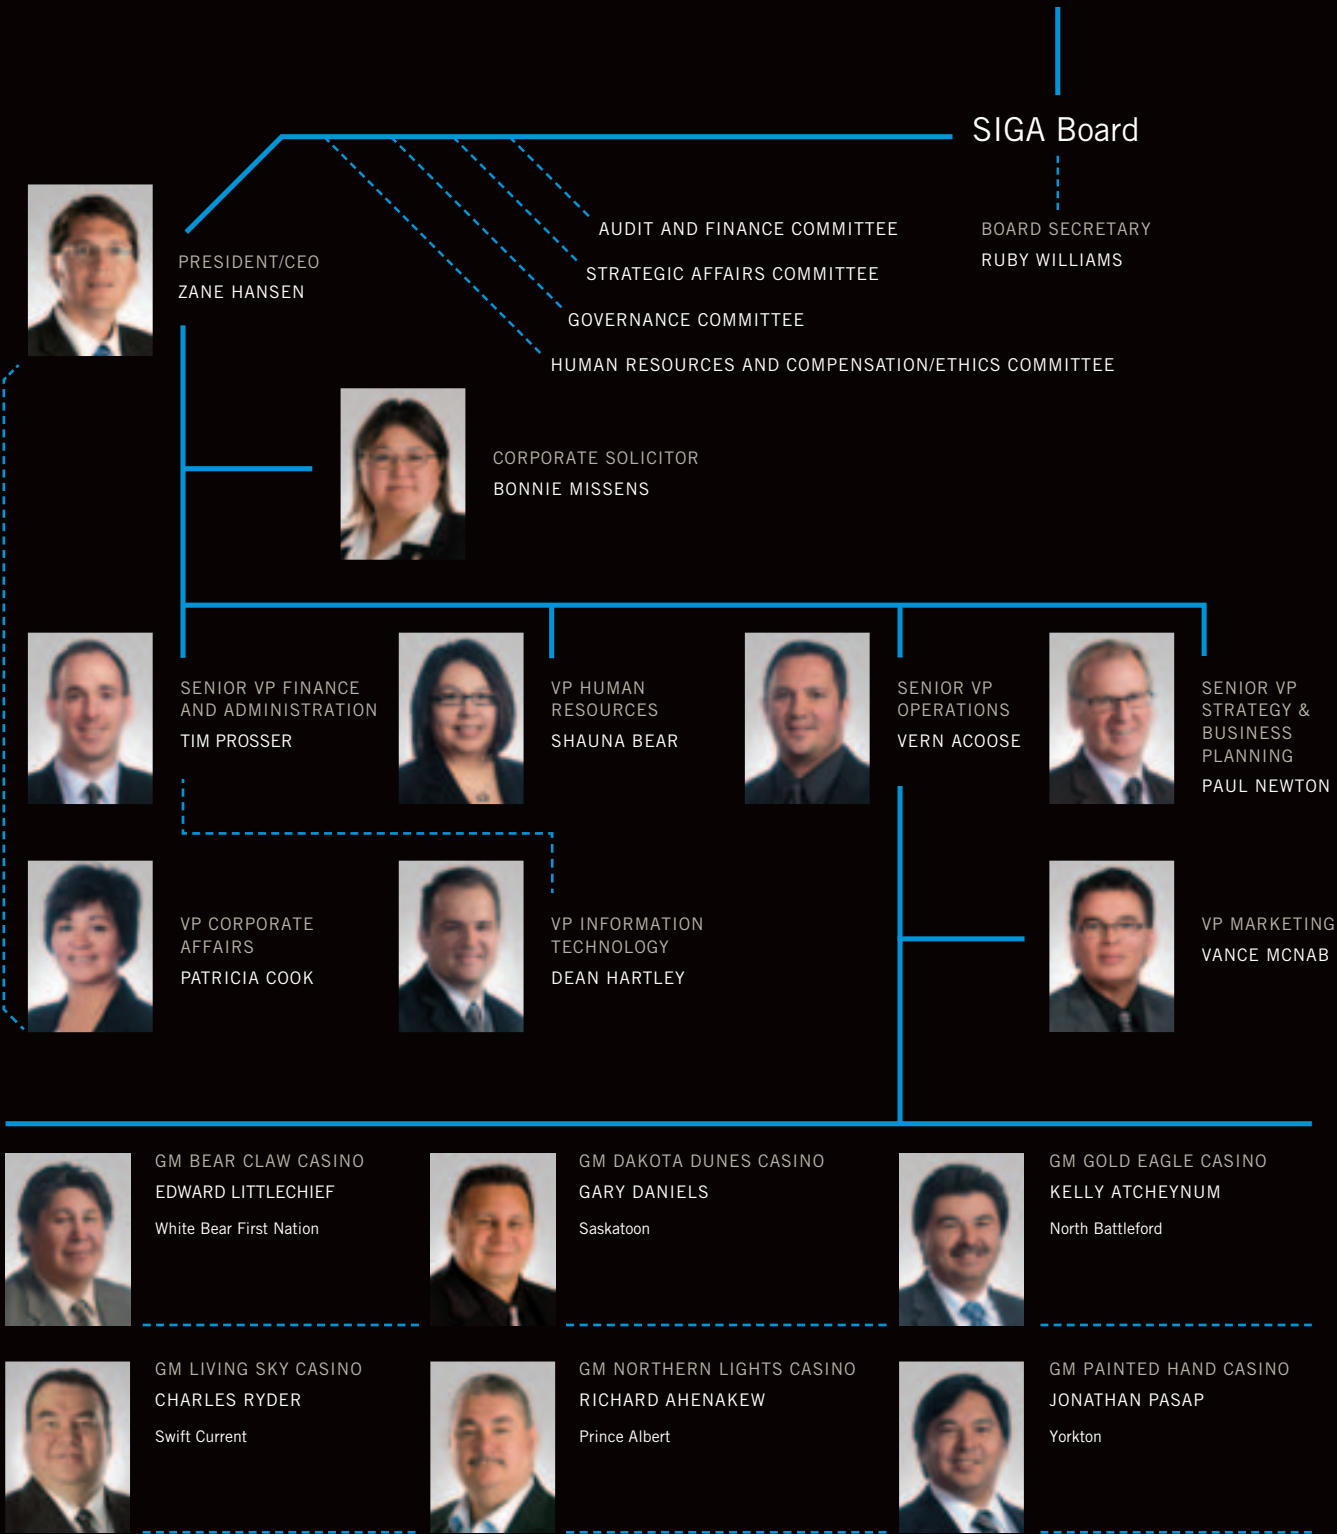 SIGA Board
AUDIT AND FINANCE COMMITTEE
BOARD SECRETARY
RUBY WILLIAMS
PRESIDENT/CEO
ZANE HANSEN
STRATEGIC AFFAIRS COMMITTEE
GOVERNANCE COMMITTEE
HUMAN RESOURCES AND COMPENSATION/ETHICS COMMITTEE
CORPORATE SOLICITOR
BONNIE MISSENS
SENIOR VP FINANCE
AND ADMINISTRATION
TIM PROSSER
VP HUMAN
RESOURCES
SHAUNA BEAR
SENIOR VP
OPERATIONS
VERN ACOOSE
SENIOR VP
STRATEGY &
BUSINESS
PLANNING
PAUL NEWTON
VP CORPORATE
AFFAIRS
PATRICIA COOK
VP INFORMATION
TECHNOLOGY
DEAN HARTLEY
VP MARKETING
VANCE MCNAB
GM BEAR CLAW CASINO
EDWARD LITTLECHIEF
White Bear First Nation
GM DAKOTA DUNES CASINO
GARY DANIELS
Saskatoon
GM GOLD EAGLE CASINO
KELLY ATCHEYNUM
North Battleford
GM LIVING SKY CASINO
CHARLES RYDER
Swift Current
GM NORTHERN LIGHTS CASINO
RICHARD AHENAKEW
Prince Albert
GM PAINTED HAND CASINO
JONATHAN PASAP
Yorkton